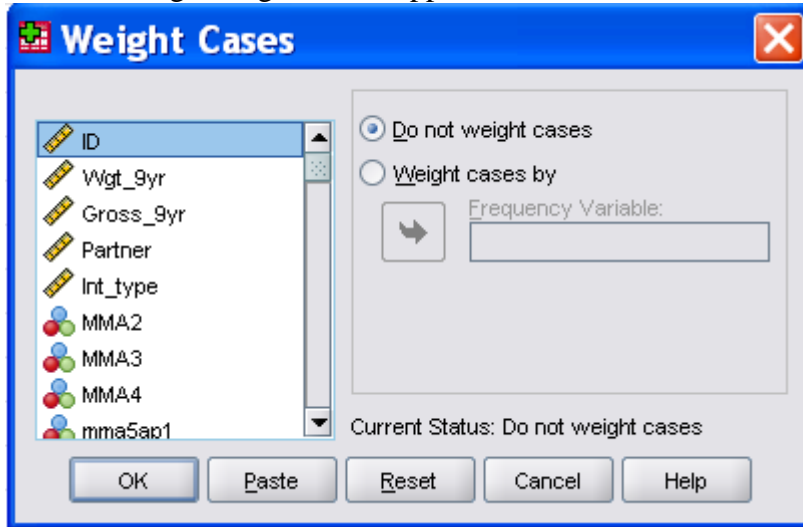 Weight Cases
ID
Wgt_9yr
Gross_9yr
Partner
Int_type
MMA2
MMA3
MMA4
mma5ap1
Do not weight cases
Weight cases by
Frequency Variable:
Current Status: Do not weight cases
OK
Paste
Reset
Cancel
Help